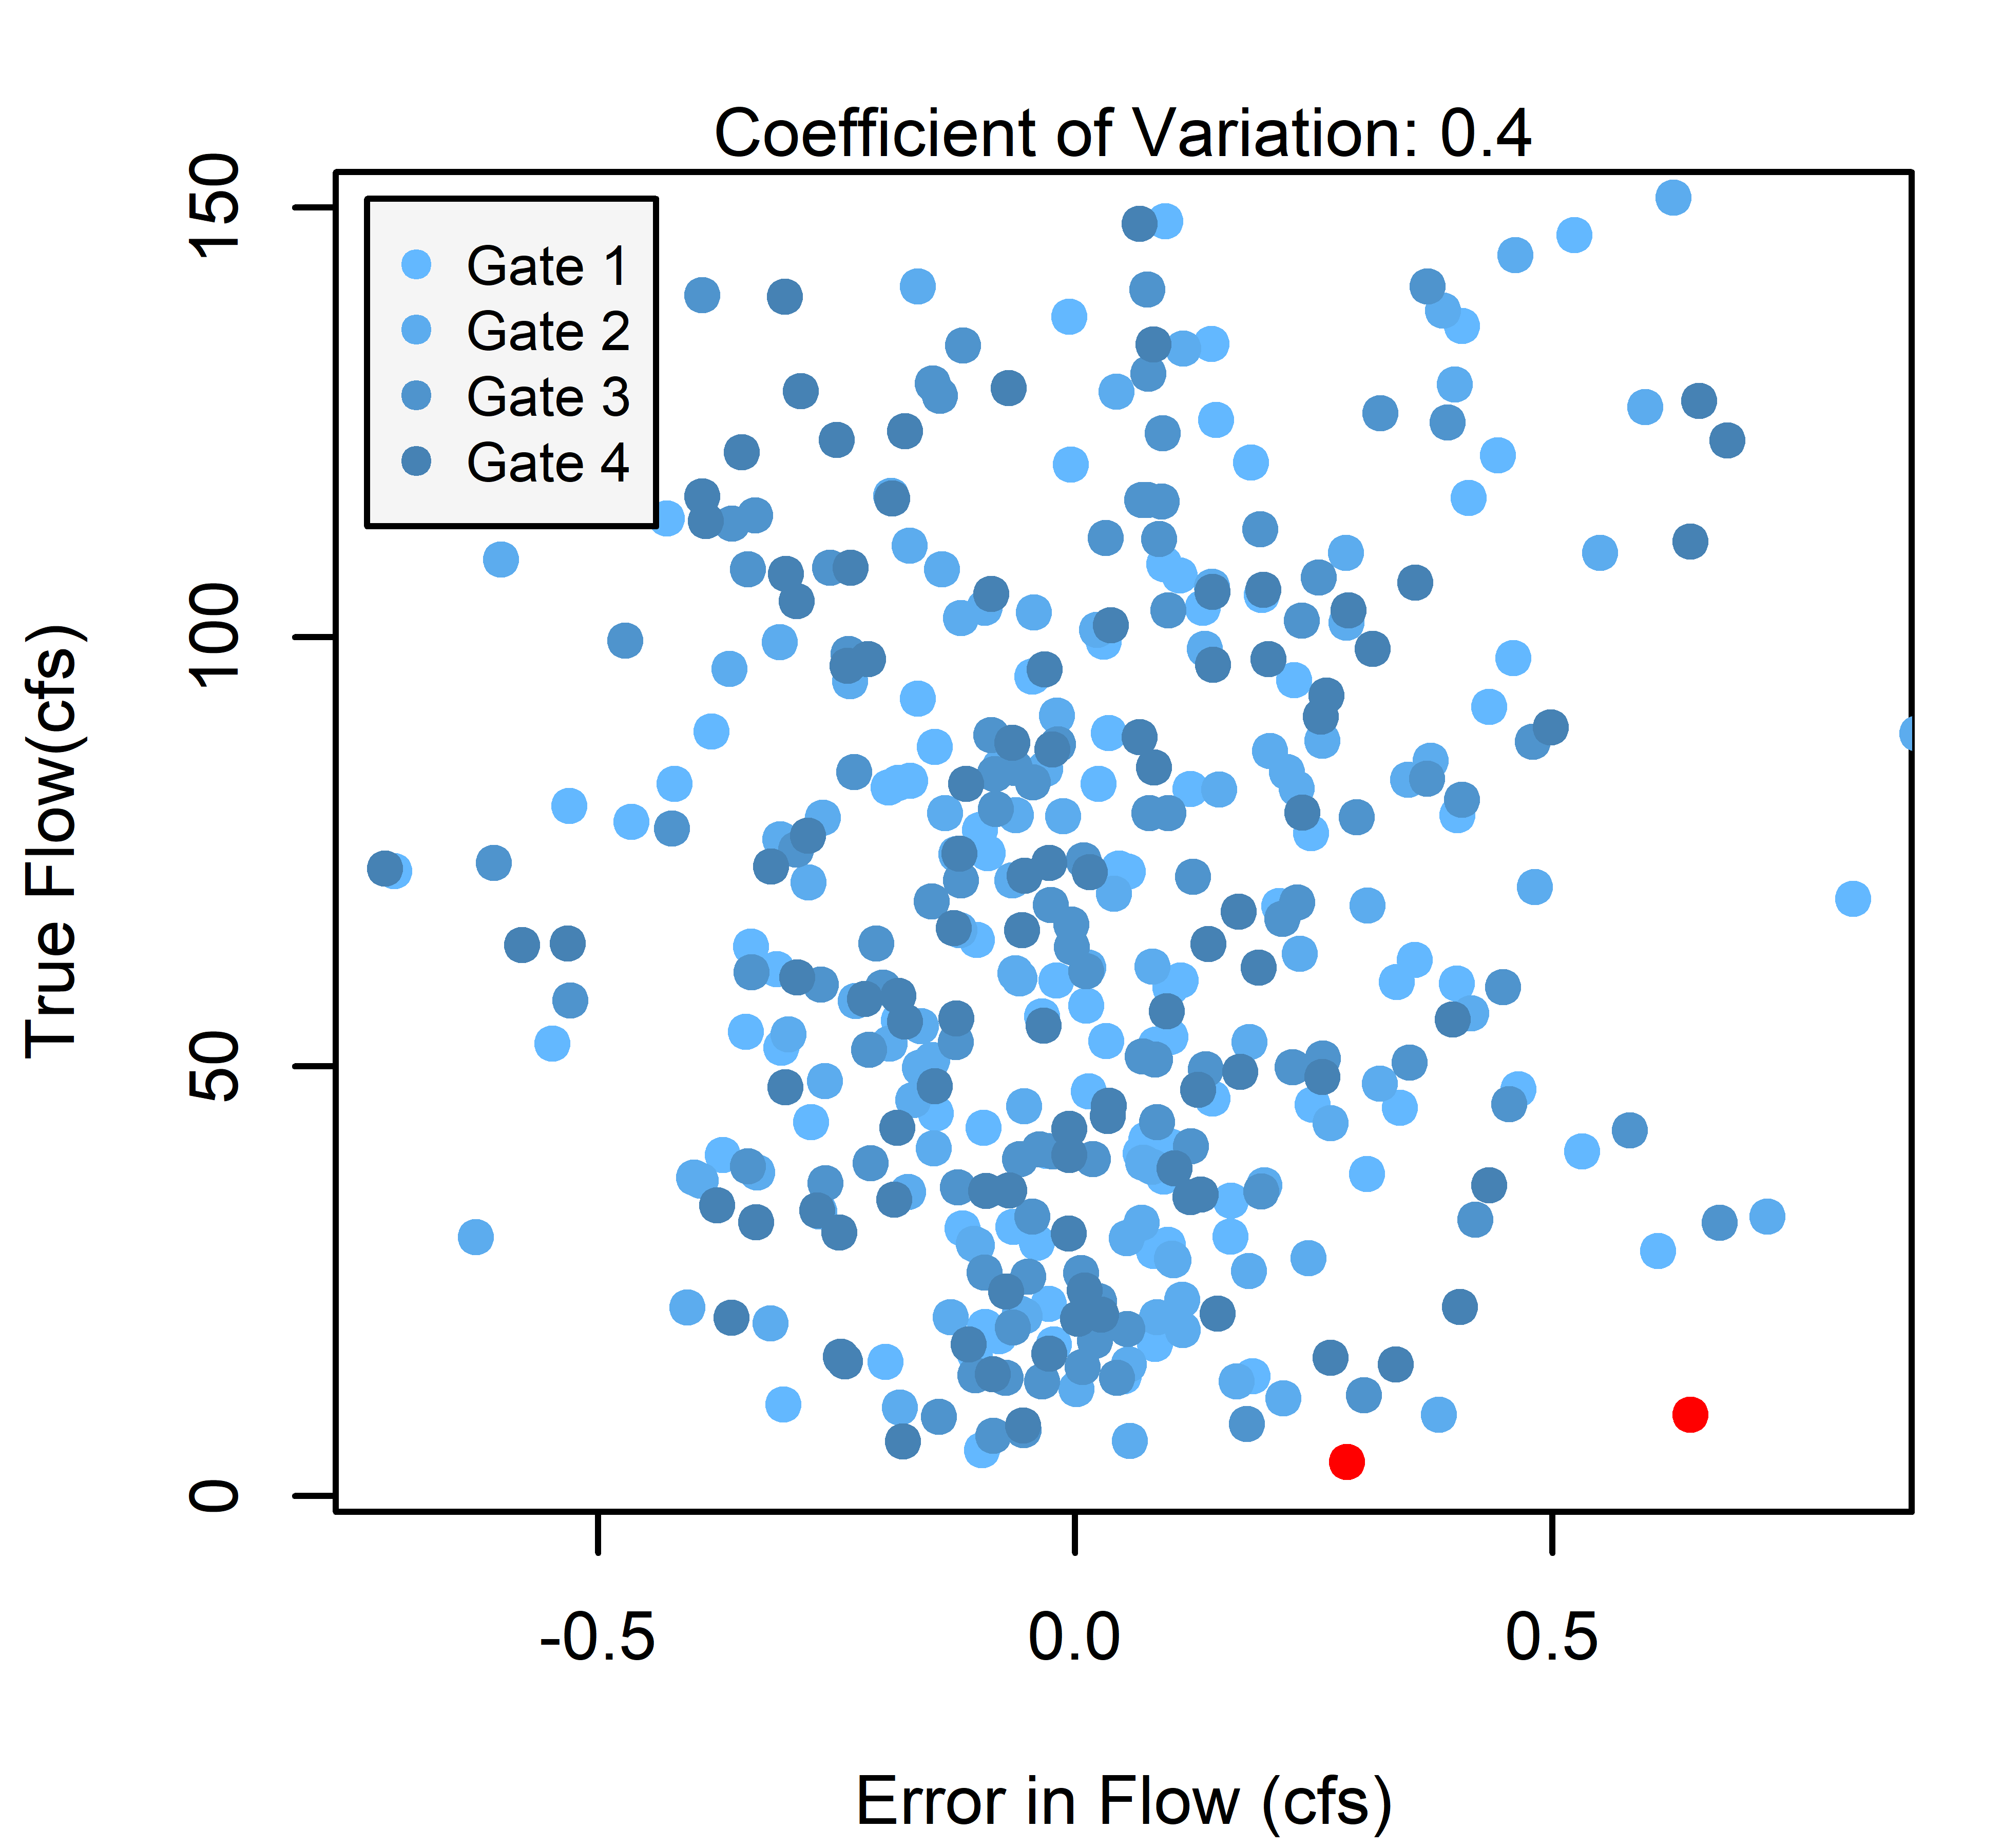 Coefficient of Variation: 0.4
150
100
50
0
True Flow(cfs)
Gate 1
Gate 2
Gate 3
Gate 4
-0.5 0.0 0.5
Error in Flow (cfs)